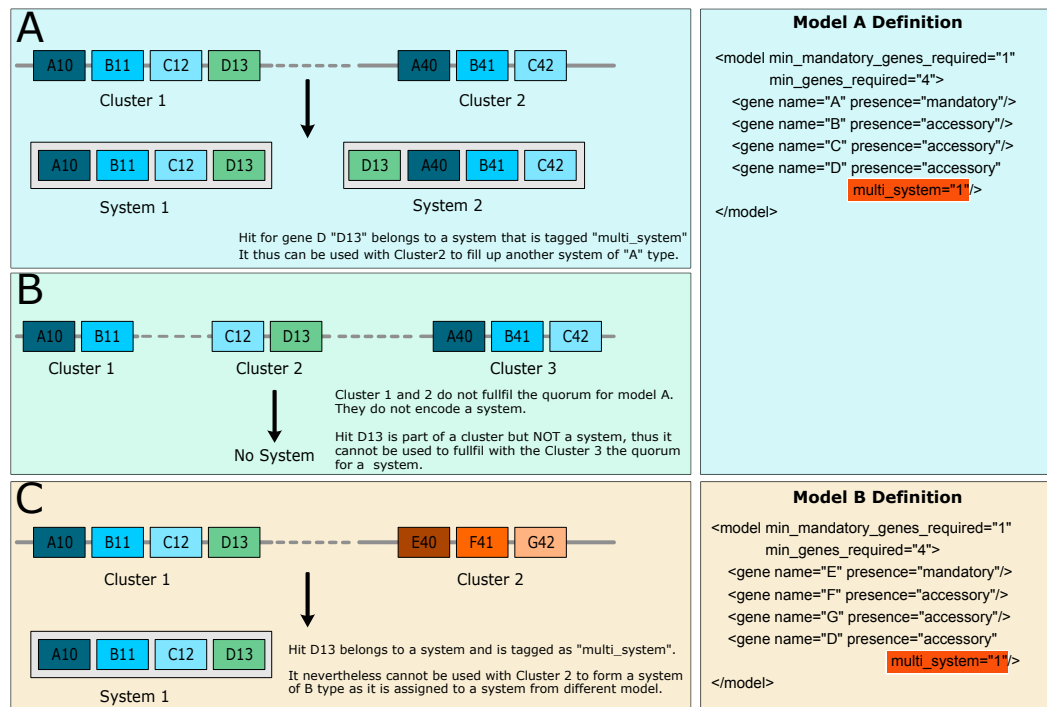 A
A10 B11 C12 D13 A40 B41 C42
Cluster 1 Cluster 2
A10 B11 C12 D13 D13 A40 B41 C42
System 1 System 2
Hit for gene D "D13" belongs to a system that is tagged "multi_system"
It thus can be used with Cluster2 to fill up another system of "A" type.
Model A Definition
<model min_mandatory_genes_required="1"
min_genes_required="4">
<gene name="A" presence="mandatory"/>
<gene name="B" presence="accessory"/>
<gene name="C" presence="accessory"/>
<gene name="D" presence="accessory"
multi_system="1"/>
</model>
B
A10 B11 C12 D13 A40 B41 C42
Cluster 1 Cluster 2 Cluster 3
Cluster 1 and 2 do not fullfil the quorum for model A.
They do not encode a system.
Hit D13 is part of a cluster but NOT a system, thus it
cannot be used to fullfil with the Cluster 3 the quorum
for a system.
No System
C
A10 B11 C12 D13 E40 F41 G42
Cluster 1 Cluster 2
A10 B11 C12 D13
System 1
Hit D13 belongs to a system and is tagged as "multi_system".
It nevertheless cannot be used with Cluster 2 to form a system
of B type as it is assigned to a system from different model.
Model B Definition
<model min_mandatory_genes_required="1"
min_genes_required="4">
<gene name="E" presence="mandatory"/>
<gene name="F" presence="accessory"/>
<gene name="G" presence="accessory"/>
<gene name="D" presence="accessory"
multi_system="1"/>
</model>